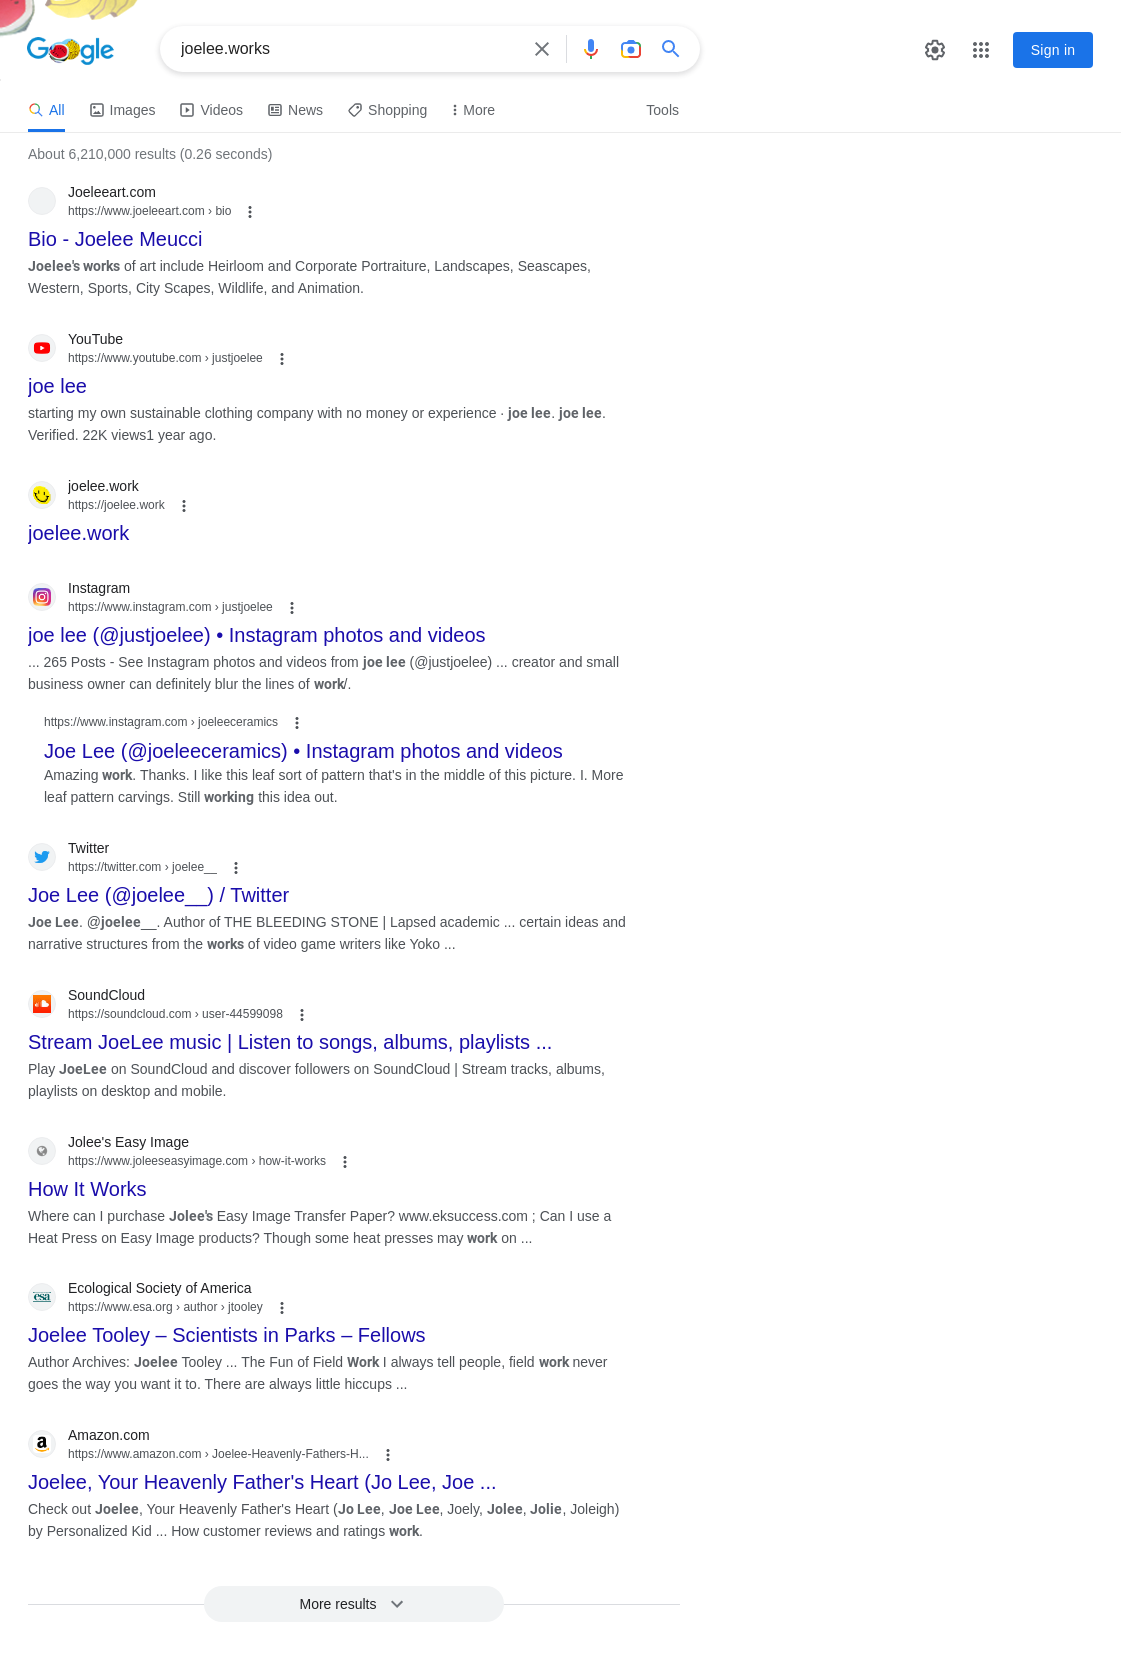 Google
joelee.works
Sign in
All Images Videos News Shopping More Tools
About 6,210,000 results (0.26 seconds)
Joeleeart.com
https://www.joeleeart.com › bio
Bio - Joelee Meucci
Joelee's works of art include Heirloom and Corporate Portraiture, Landscapes, Seascapes,
Western, Sports, City Scapes, Wildlife, and Animation.
YouTube
https://www.youtube.com › justjoelee
joe lee
starting my own sustainable clothing company with no money or experience · joe lee. joe lee.
Verified. 22K views1 year ago.
joelee.work
https://joelee.work
joelee.work
Instagram
https://www.instagram.com › justjoelee
joe lee (@justjoelee) • Instagram photos and videos
... 265 Posts - See Instagram photos and videos from joe lee (@justjoelee) ... creator and small
business owner can definitely blur the lines of work/.
https://www.instagram.com › joeleeceramics
Joe Lee (@joeleeceramics) • Instagram photos and videos
Amazing work. Thanks. I like this leaf sort of pattern that's in the middle of this picture. I. More
leaf pattern carvings. Still working this idea out.
Twitter
https://twitter.com › joelee__
Joe Lee (@joelee__) / Twitter
Joe Lee. @joelee__. Author of THE BLEEDING STONE | Lapsed academic ... certain ideas and
narrative structures from the works of video game writers like Yoko ...
SoundCloud
https://soundcloud.com › user-44599098
Stream JoeLee music | Listen to songs, albums, playlists ...
Play JoeLee on SoundCloud and discover followers on SoundCloud | Stream tracks, albums,
playlists on desktop and mobile.
Jolee's Easy Image
https://www.joleeseasyimage.com › how-it-works
How It Works
Where can I purchase Jolee's Easy Image Transfer Paper? www.eksuccess.com ; Can I use a
Heat Press on Easy Image products? Though some heat presses may work on ...
esa
Ecological Society of America
https://www.esa.org › author › jtooley
Joelee Tooley – Scientists in Parks – Fellows
Author Archives: Joelee Tooley ... The Fun of Field Work I always tell people, field work never
goes the way you want it to. There are always little hiccups ...
a
Amazon.com
https://www.amazon.com › Joelee-Heavenly-Fathers-H...
Joelee, Your Heavenly Father's Heart (Jo Lee, Joe ...
Check out Joelee, Your Heavenly Father's Heart (Jo Lee, Joe Lee, Joely, Jolee, Jolie, Joleigh)
by Personalized Kid ... How customer reviews and ratings work.
More results